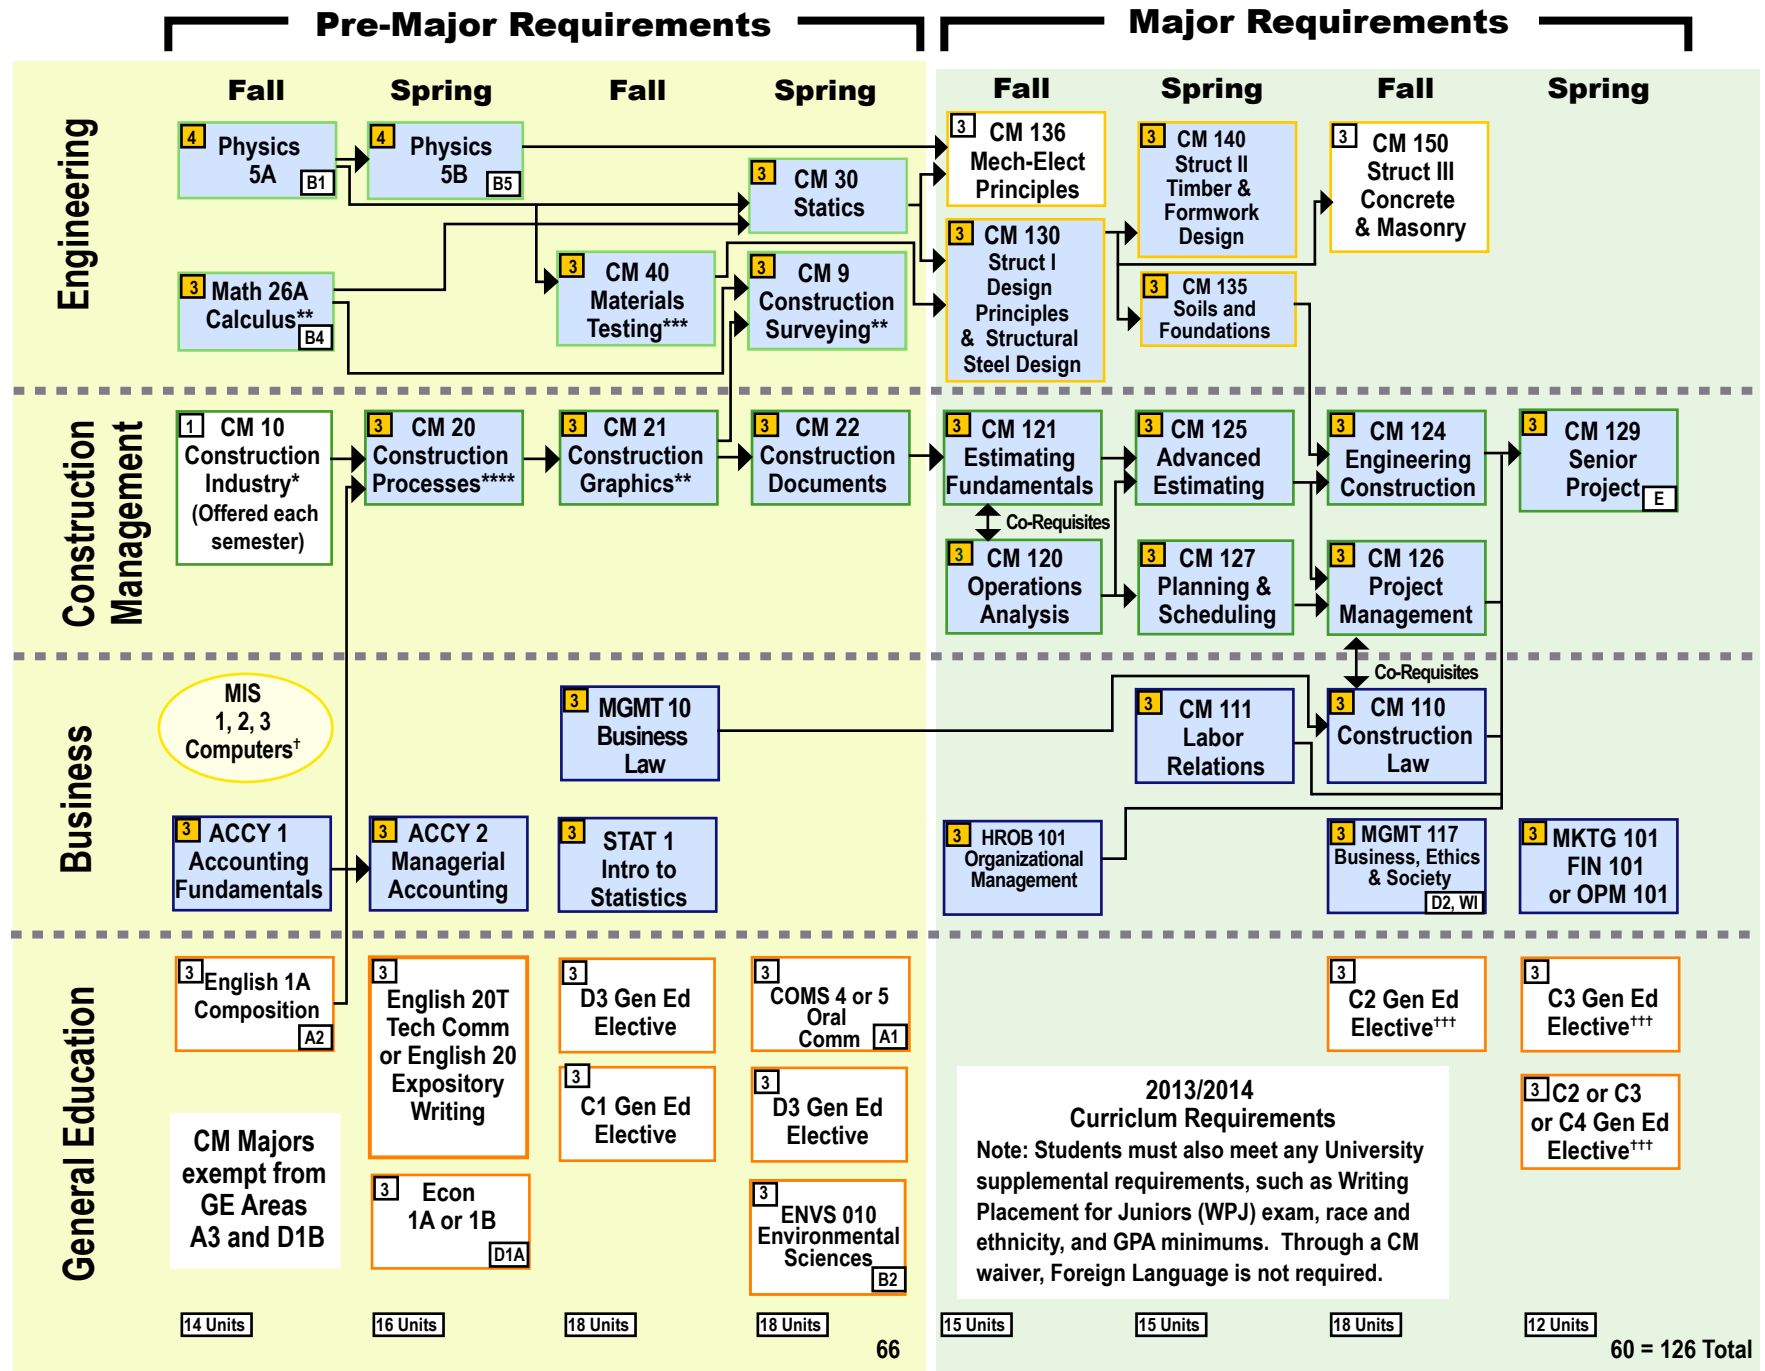 Pre-Major Requirements
Major Requirements
Fall
Spring
Fall
Spring
Fall
Spring
Fall
Spring
Engineering
4
Physics
5A
B1
4
Physics
5B
B5
3
CM 30
Statics
3
CM 136
Mech-Elect
Principles
3
CM 140
Struct II
Timber &
Formwork
Design
3
CM 150
Struct III
Concrete
& Masonry
3
Math 26A
Calculus**
B4
3
CM 40
Materials
Testing***
3
CM 9
Construction
Surveying**
3
CM 130
Struct I
Design
Principles
& Structural
Steel Design
3
CM 135
Soils and
Foundations
Construction
Management
1
CM 10
Construction
Industry*
(Offered each
semester)
3
CM 20
Construction
Processes****
3
CM 21
Construction
Graphics**
3
CM 22
Construction
Documents
3
CM 121
Estimating
Fundamentals
3
CM 125
Advanced
Estimating
3
CM 124
Engineering
Construction
3
CM 129
Senior
Project
E
Co-Requisites
3
CM 120
Operations
Analysis
3
CM 127
Planning &
Scheduling
3
CM 126
Project
Management
Co-Requisites
Business
MIS
1, 2, 3
Computers†
3
MGMT 10
Business
Law
3
CM 111
Labor
Relations
3
CM 110
Construction
Law
3
ACCY 1
Accounting
Fundamentals
3
ACCY 2
Managerial
Accounting
3
STAT 1
Intro to
Statistics
3
HROB 101
Organizational
Management
3
MGMT 117
Business, Ethics
& Society
D2, WI
3
MKTG 101
FIN 101
or OPM 101
General Education
3
English 1A
Composition
A2
3
English 20T
Tech Comm
or English 20
Expository
Writing
3
D3 Gen Ed
Elective
3
COMS 4 or 5
Oral
Comm
A1
3
C2 Gen Ed
Elective†††
3
C3 Gen Ed
Elective†††
3
C1 Gen Ed
Elective
3
D3 Gen Ed
Elective
3
C2 or C3
or C4 Gen Ed
Elective†††
CM Majors
exempt from
GE Areas
A3 and D1B
3
Econ
1A or 1B
D1A
3
ENVS 010
Environmental
Sciences
B2
2013/2014
Curriclum Requirements
Note: Students must also meet any University
supplemental requirements, such as Writing
Placement for Juniors (WPJ) exam, race and
ethnicity, and GPA minimums. Through a CM
waiver, Foreign Language is not required.
14 Units
16 Units
18 Units
18 Units
15 Units
15 Units
18 Units
12 Units
66
60 = 126 Total